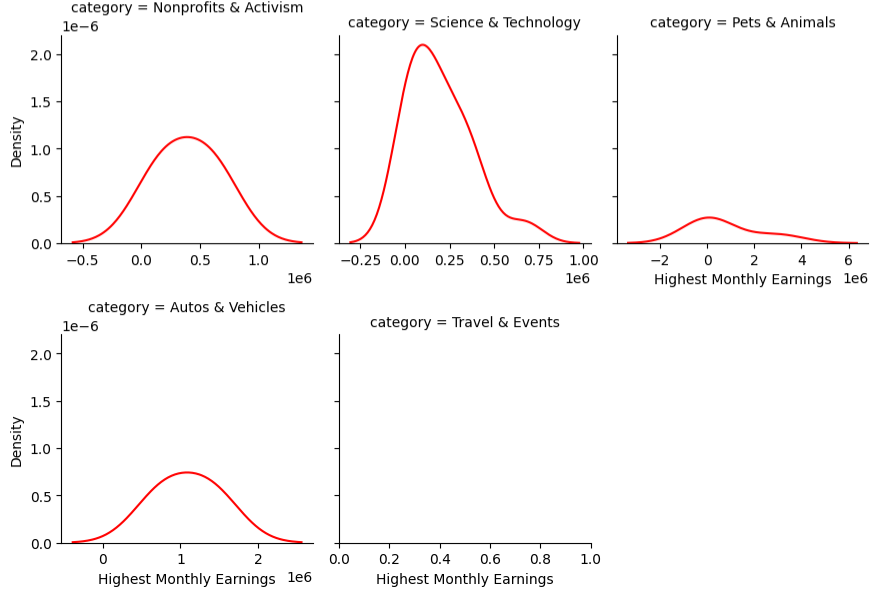 category = Nonprofits & Activism
category = Science & Technology
category = Pets & Animals
1e−6
2.0
1.5
1.0
0.5
0.0
Density
−0.5 0.0 0.5 1.0
1e6
−0.25 0.00 0.25 0.50 0.75 1.00
1e6
−2 0 2 4 6
Highest Monthly Earnings 1e6
category = Autos & Vehicles
category = Travel & Events
1e−6
2.0
1.5
1.0
0.5
0.0
Density
0 1 2
Highest Monthly Earnings 1e6
0.0 0.2 0.4 0.6 0.8 1.0
Highest Monthly Earnings